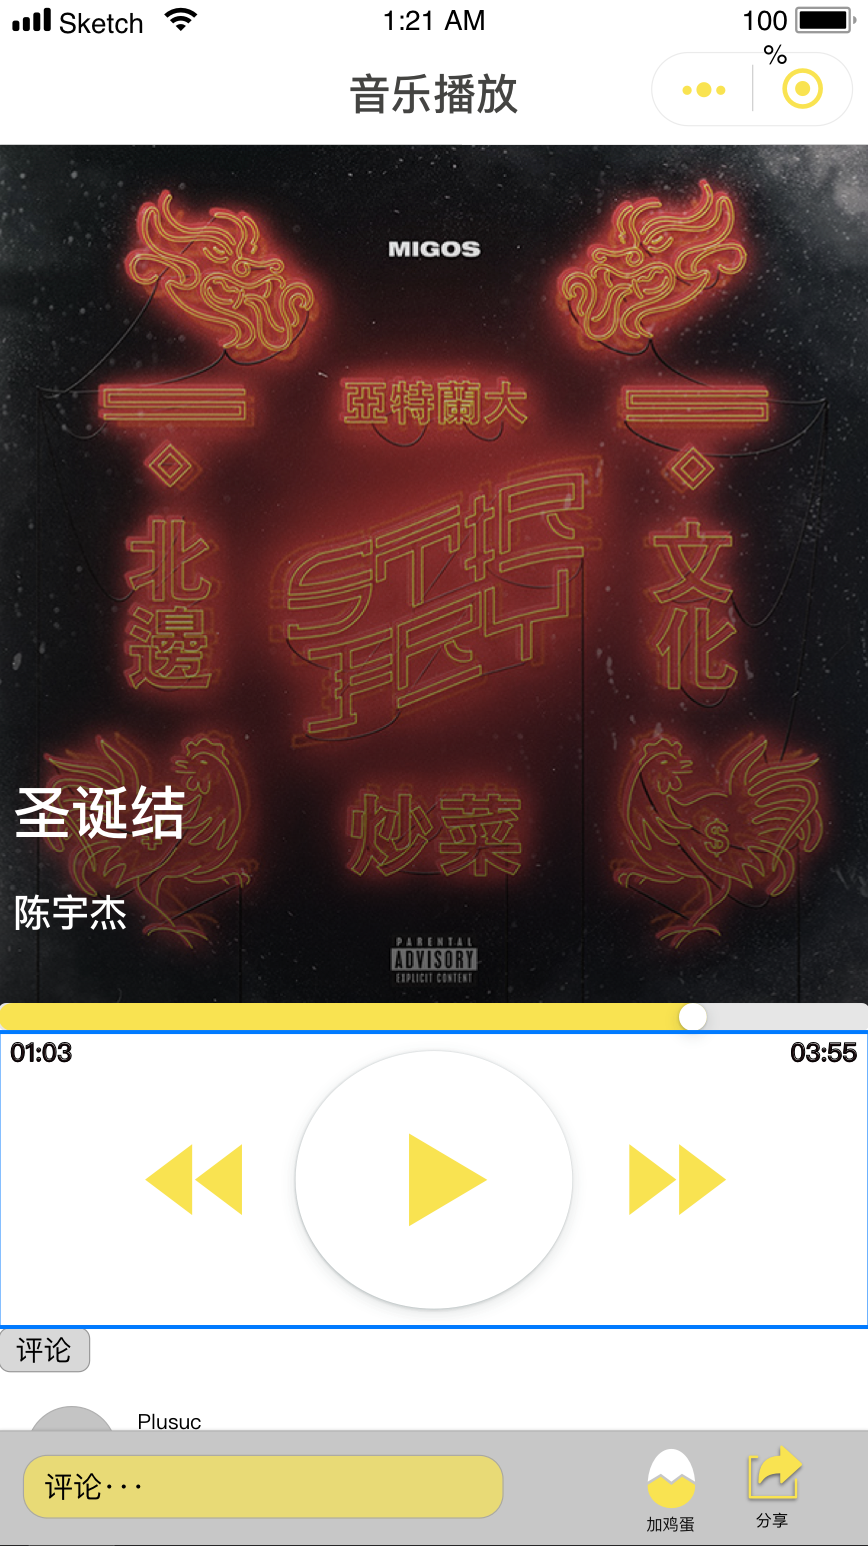 Sketch 1:21 AM 100
%
音乐播放
MIGOS
亞特蘭大
STIR
FRY
北邊
文化
炒菜
圣诞结
陈宇杰
PARENTAL
ADVISORY
EXPLICIT CONTENT
01:03 03:55
评论
Plusuc
评论···
加鸡蛋 分享